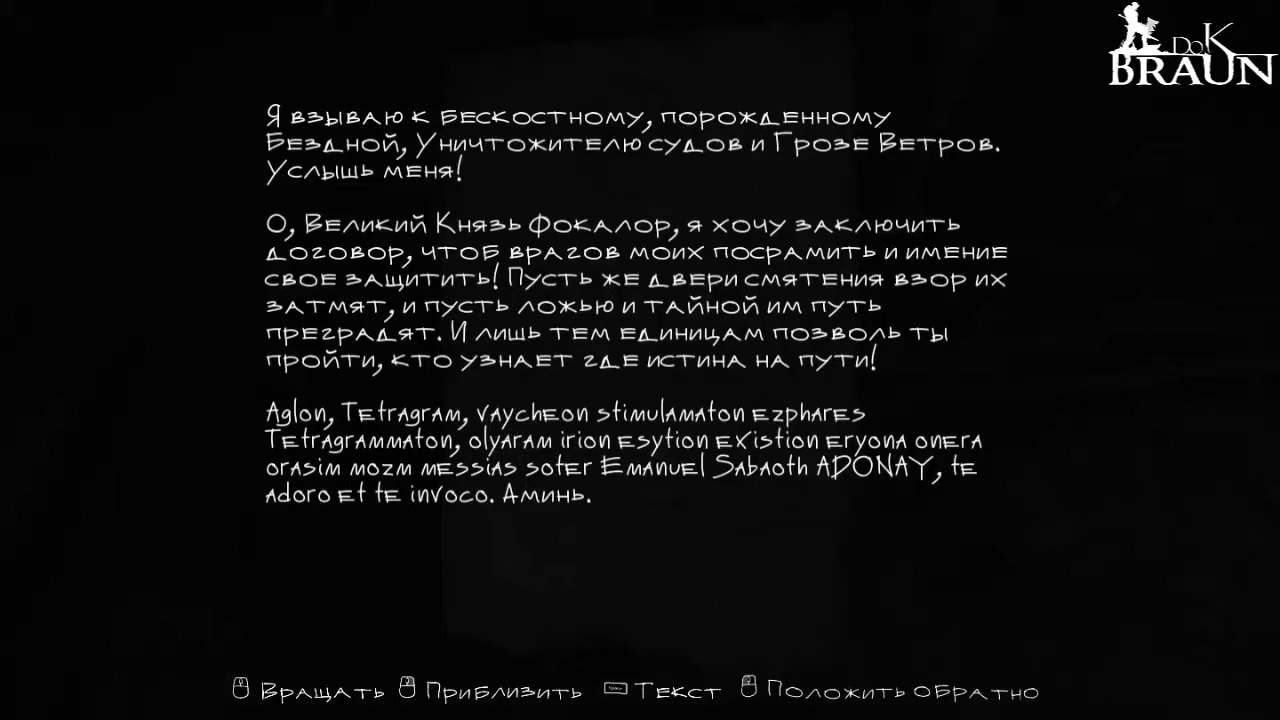 DoK
BRAUN
Я взываю к бескостному, порожденному
Бездной, Уничтожителю судов и Грозе Ветров.
Услышь меня!
О, Великий Князь Фокалор, я хочу заключить
договор, чтоб врагов моих посрамить и имение
свое защитить! Пусть же двери смятения взор их
затмят, и пусть ложью и тайной им путь
преградят. И лишь тем единицам позволь ты
пройти, кто узнает где истина на пути!
Aglon, Tetragram, vaycheon stimulamaton ezphares
Tetragrammaton, olyaram irion esytion existion eryona onera
orasim mozm messias soter Emanuel Sabaoth ADONAY, te
adoro et te invoco. Аминь.
Вращать Приблизить Текст Положить обратно